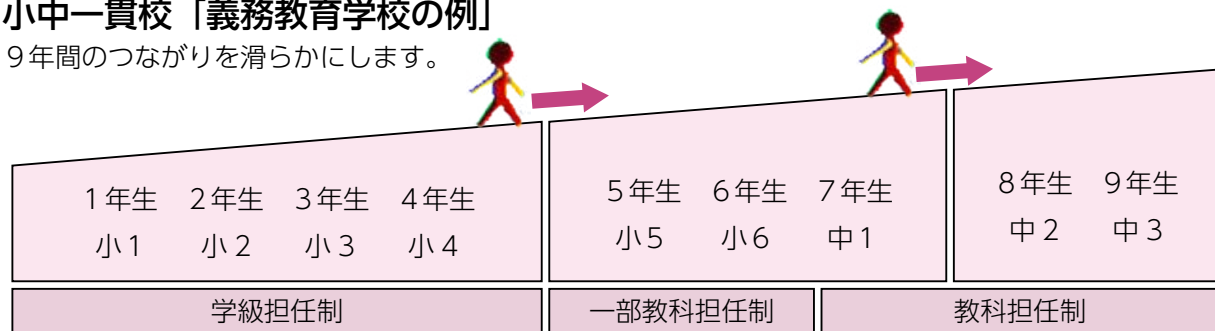 小中一貫校「義務教育学校の例」
９年間のつながりを滑らかにします。
１年生　２年生　３年生　４年生
小１　小２　小３　小４
５年生　６年生　７年生
小５　小６　中１
８年生　９年生
中２　中３
学級担任制
一部教科担任制
教科担任制